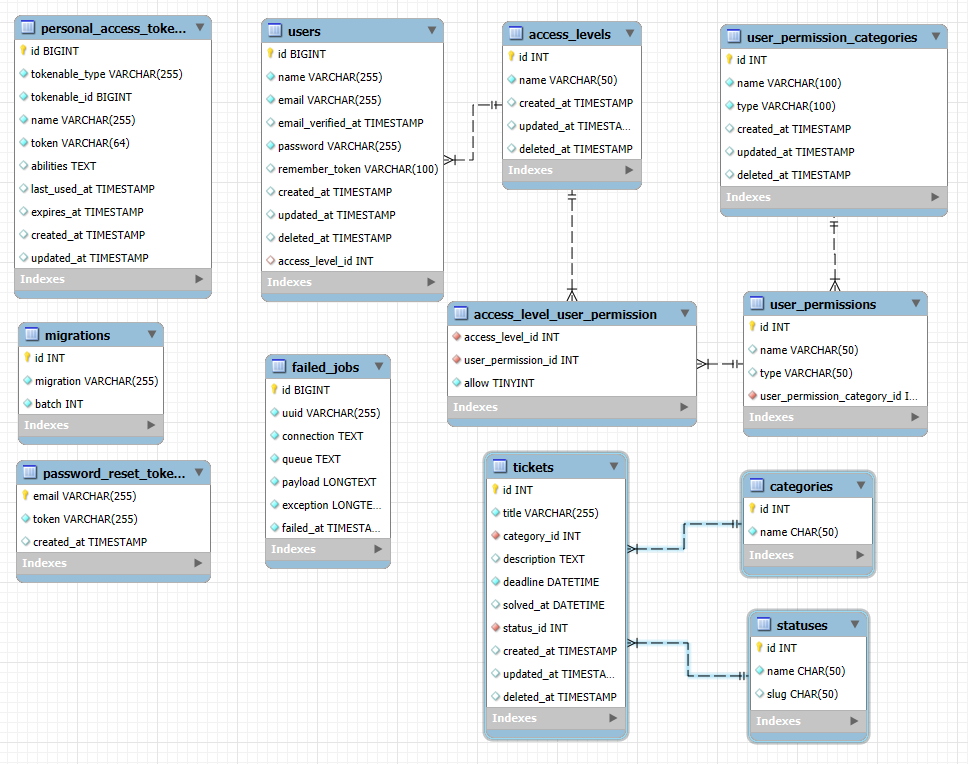 personal_access_toke...
id BIGINT
tokenable_type VARCHAR(255)
tokenable_id BIGINT
name VARCHAR(255)
token VARCHAR(64)
abilities TEXT
last_used_at TIMESTAMP
expires_at TIMESTAMP
created_at TIMESTAMP
updated_at TIMESTAMP
Indexes
users
id BIGINT
name VARCHAR(255)
email VARCHAR(255)
email_verified_at TIMESTAMP
password VARCHAR(255)
remember_token VARCHAR(100)
created_at TIMESTAMP
updated_at TIMESTAMP
deleted_at TIMESTAMP
access_level_id INT
Indexes
access_levels
id INT
name VARCHAR(50)
created_at TIMESTAMP
updated_at TIMESTA...
deleted_at TIMESTAMP
Indexes
user_permission_categories
id INT
name VARCHAR(100)
type VARCHAR(100)
created_at TIMESTAMP
updated_at TIMESTAMP
deleted_at TIMESTAMP
Indexes
migrations
id INT
migration VARCHAR(255)
batch INT
Indexes
failed_jobs
id BIGINT
uuid VARCHAR(255)
connection TEXT
queue TEXT
payload LONGTEXT
exception LONGTE...
failed_at TIMESTA...
Indexes
access_level_user_permission
access_level_id INT
user_permission_id INT
allow TINYINT
Indexes
user_permissions
id INT
name VARCHAR(50)
type VARCHAR(50)
user_permission_category_id I...
Indexes
password_reset_toke...
email VARCHAR(255)
token VARCHAR(255)
created_at TIMESTAMP
Indexes
tickets
id INT
title VARCHAR(255)
category_id INT
description TEXT
deadline DATETIME
solved_at DATETIME
status_id INT
created_at TIMESTAMP
updated_at TIMESTA...
deleted_at TIMESTAMP
Indexes
categories
id INT
name CHAR(50)
Indexes
statuses
id INT
name CHAR(50)
slug CHAR(50)
Indexes